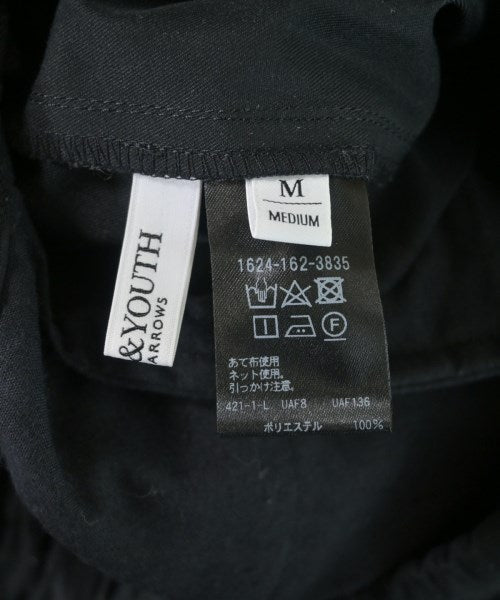 &YOUTH
ARROWS
M
MEDIUM
1624-162-3835
F
あて布使用
ネット使用。
引っかけ注意。
421-1-L UAF8 UAF136
ポリエステル 100%